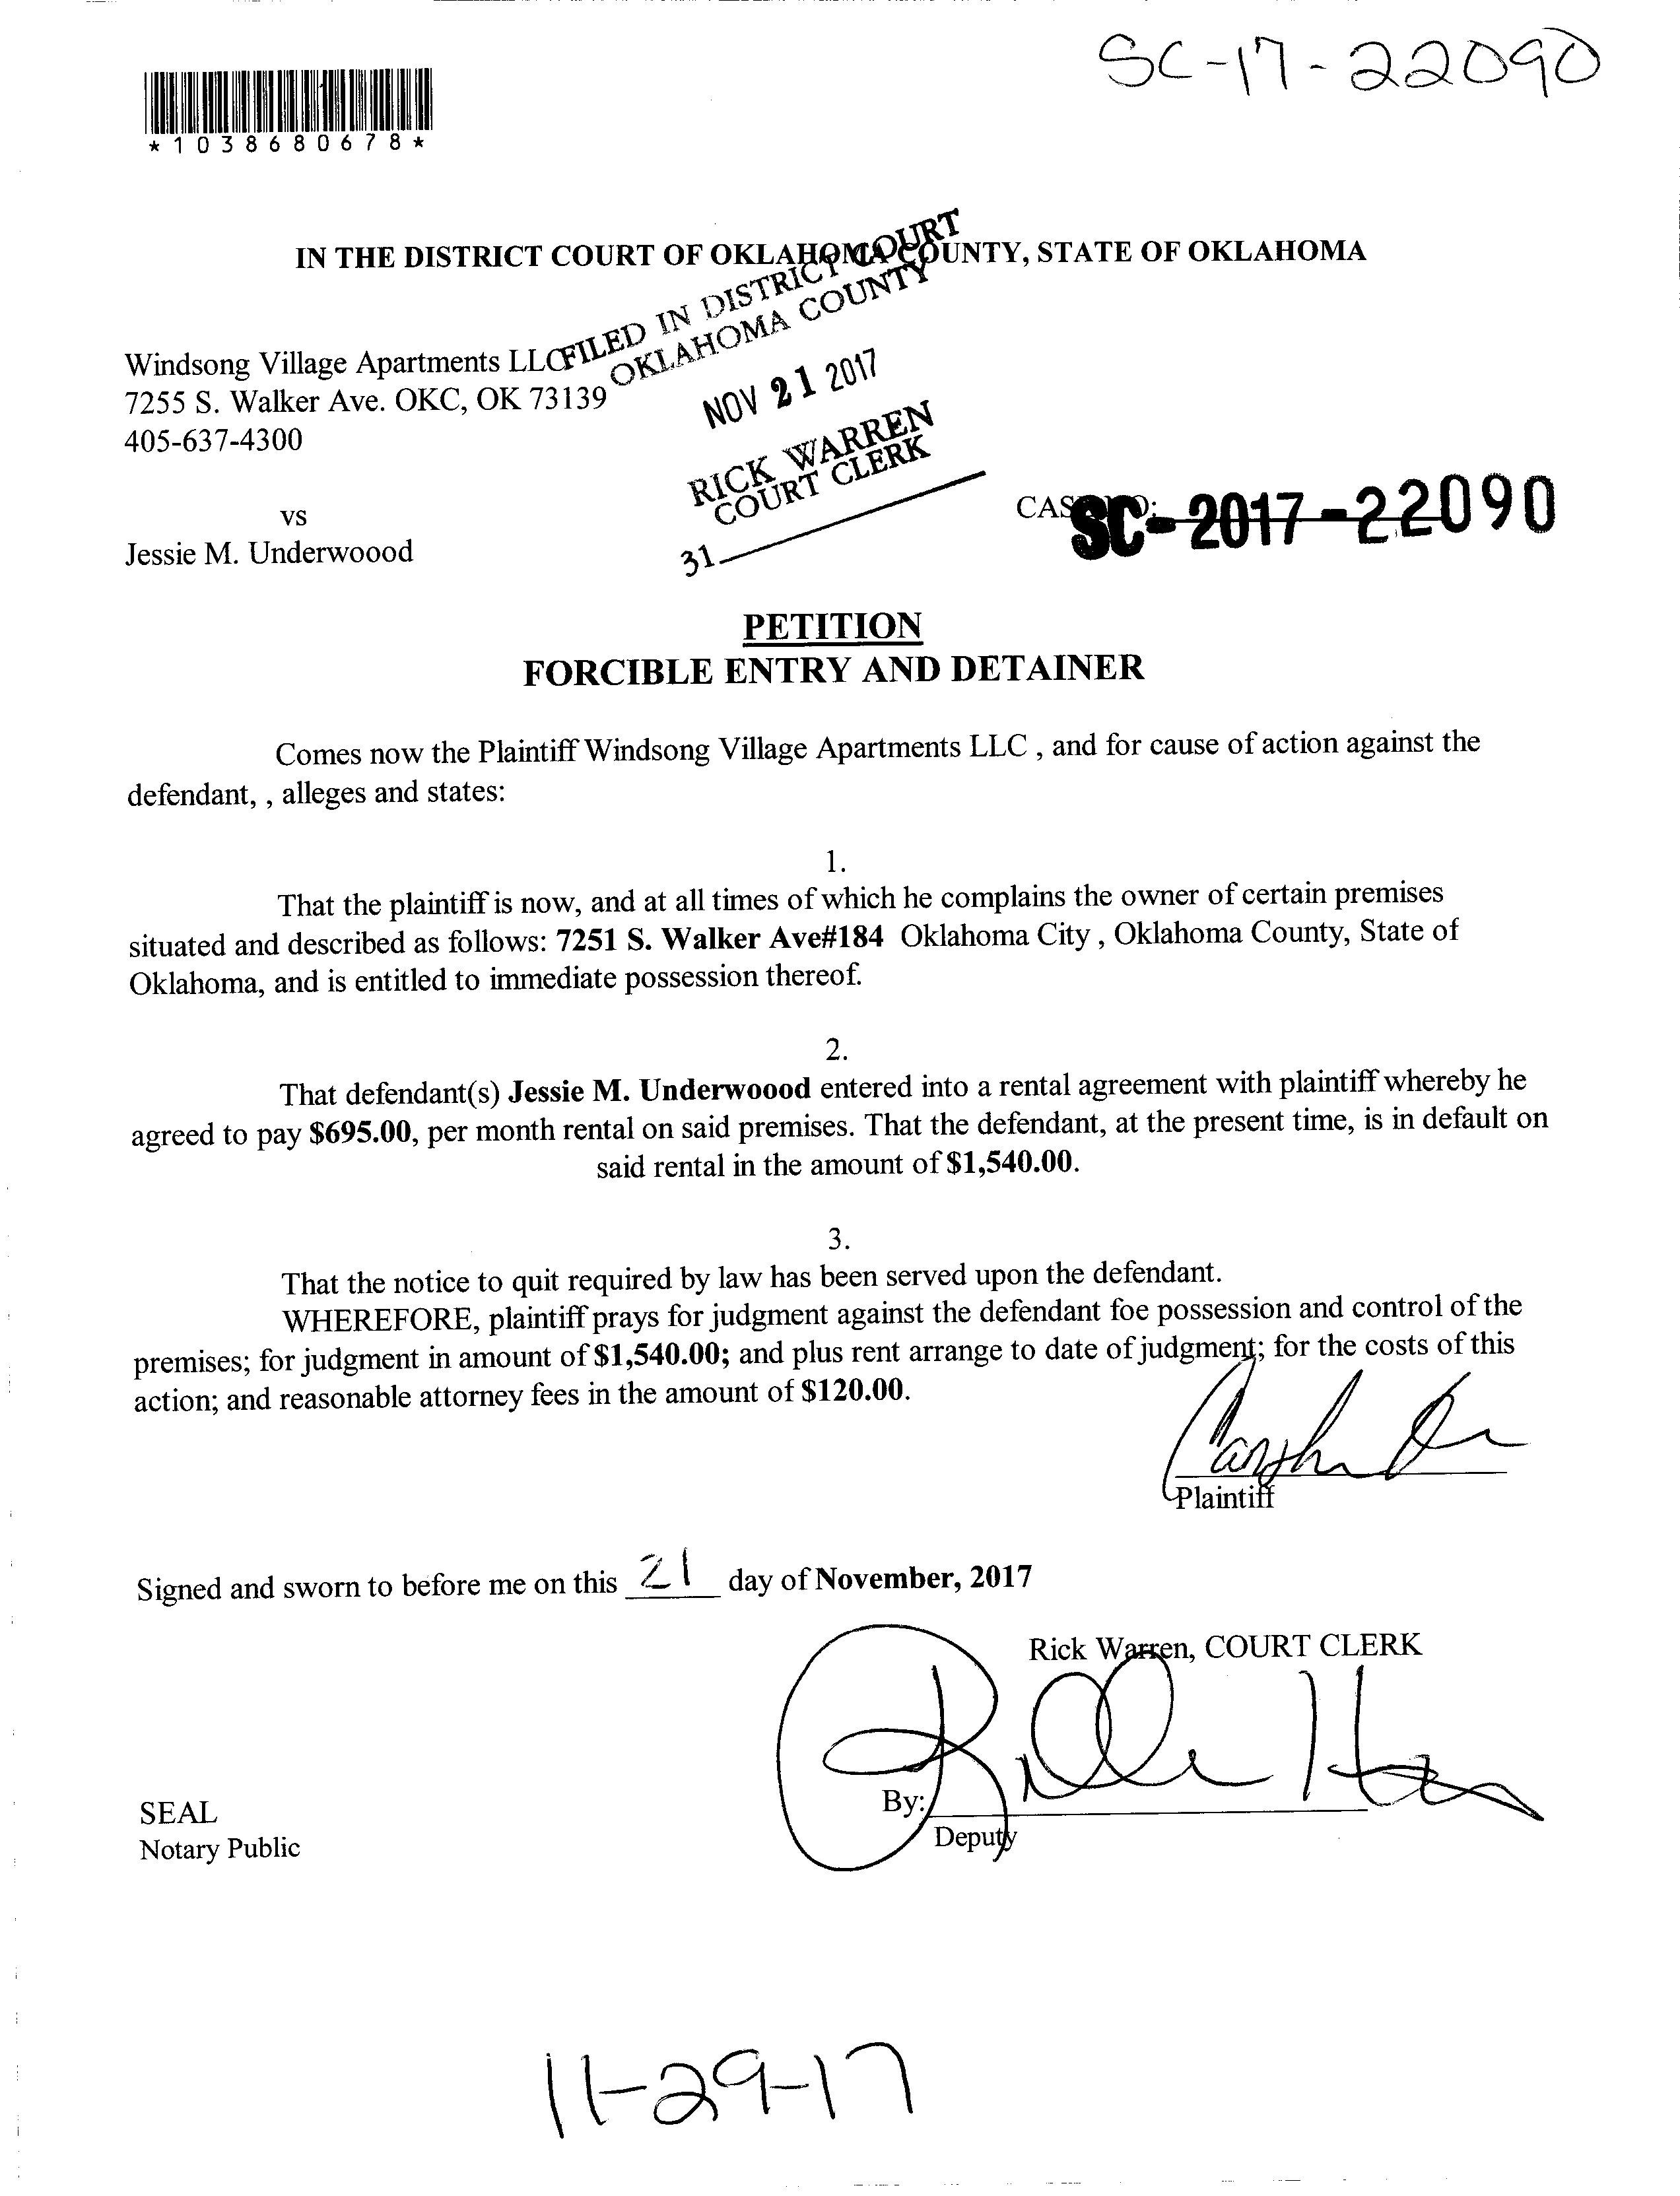 SC-17-22090
*1038680678*
IN THE DISTRICT COURT OF OKLAHOMA COUNTY, STATE OF OKLAHOMA
FILED IN DISTRICT COURT
OKLAHOMA COUNTY
NOV 21 2017
RICK WARREN
COURT CLERK
31
Windsong Village Apartments LLC
7255 S. Walker Ave. OKC, OK 73139
405-637-4300
vs
Jessie M. Underwoood
CASE NO:
SC-2017-22090
PETITION
FORCIBLE ENTRY AND DETAINER
Comes now the Plaintiff Windsong Village Apartments LLC , and for cause of action against the
defendant, , alleges and states:
1.
That the plaintiff is now, and at all times of which he complains the owner of certain premises
situated and described as follows: 7251 S. Walker Ave#184 Oklahoma City , Oklahoma County, State of
Oklahoma, and is entitled to immediate possession thereof.
2.
That defendant(s) Jessie M. Underwoood entered into a rental agreement with plaintiff whereby he
agreed to pay $695.00, per month rental on said premises. That the defendant, at the present time, is in default on
said rental in the amount of $1,540.00.
3.
That the notice to quit required by law has been served upon the defendant.
WHEREFORE, plaintiff prays for judgment against the defendant foe possession and control of the
premises; for judgment in amount of $1,540.00; and plus rent arrange to date of judgment; for the costs of this
action; and reasonable attorney fees in the amount of $120.00.
Plaintiff
Signed and sworn to before me on this 21 day of November, 2017
Rick Warren, COURT CLERK
By:
Deputy
SEAL
Notary Public
11-29-17